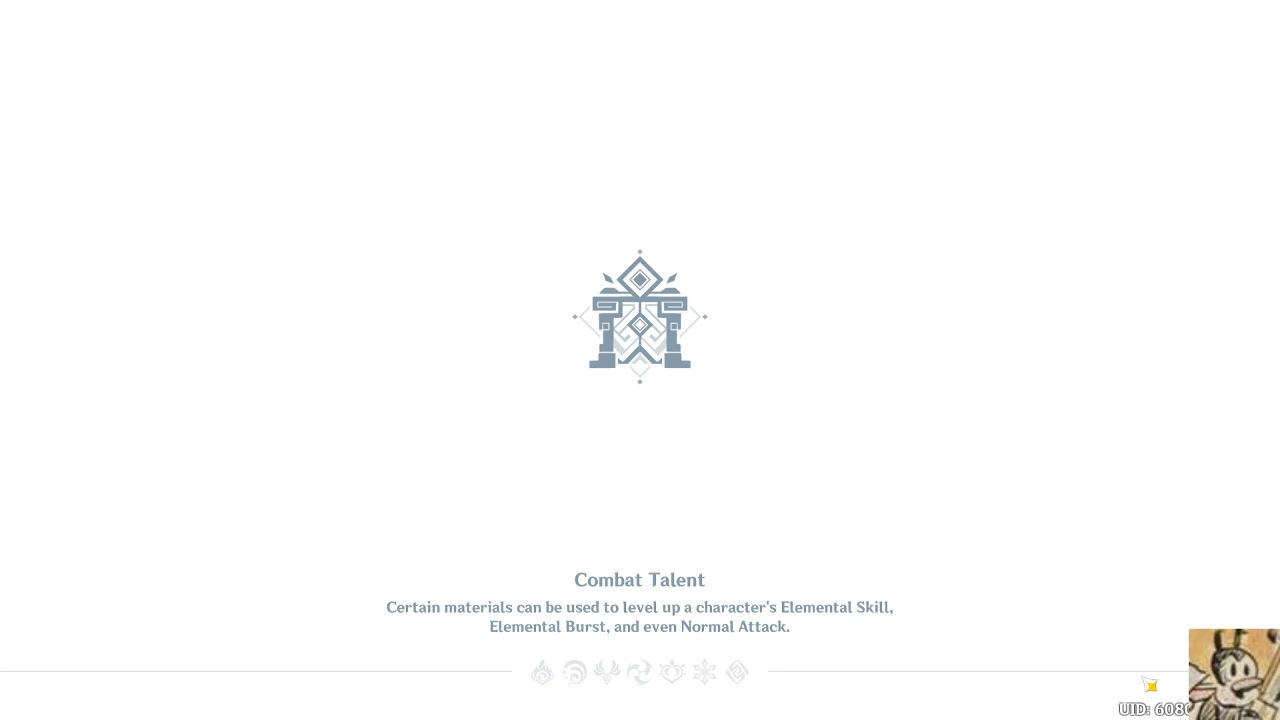 Combat Talent
Certain materials can be used to level up a character's Elemental Skill,
Elemental Burst, and even Normal Attack.
UID: 608